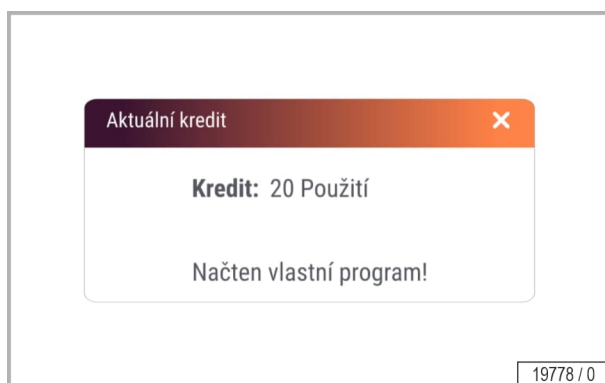 Aktuální kredit
Kredit: 20 Použití
Načten vlastní program!
19778 / 0